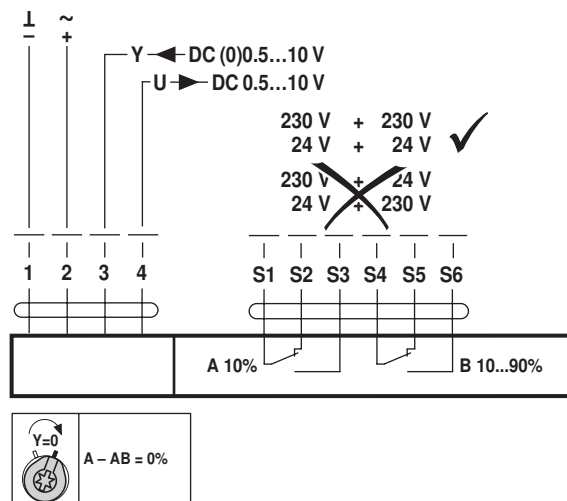 ⊥ ~
– +
Y DC (0)0.5...10 V
U DC 0.5...10 V
230 V + 230 V
24 V + 24 V
230 V + 24 V
24 V + 230 V
1 2 3 4 S1 S2 S3 S4 S5 S6
A 10% B 10...90%
Y=0
A – AB = 0%